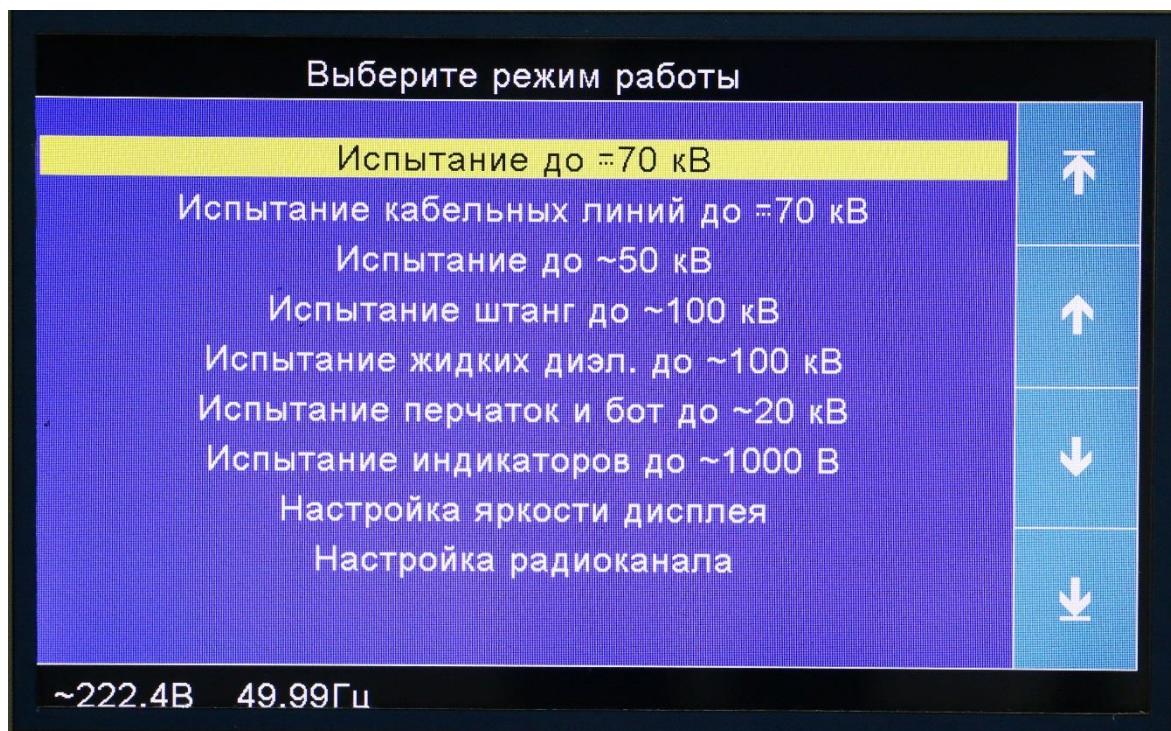 Выберите режим работы
Испытание до ⎓70 кВ
Испытание кабельных линий до ⎓70 кВ
Испытание до ~50 кВ
Испытание штанг до ~100 кВ
Испытание жидких диэл. до ~100 кВ
Испытание перчаток и бот до ~20 кВ
Испытание индикаторов до ~1000 В
Настройка яркости дисплея
Настройка радиоканала
~222.4В 49.99Гц